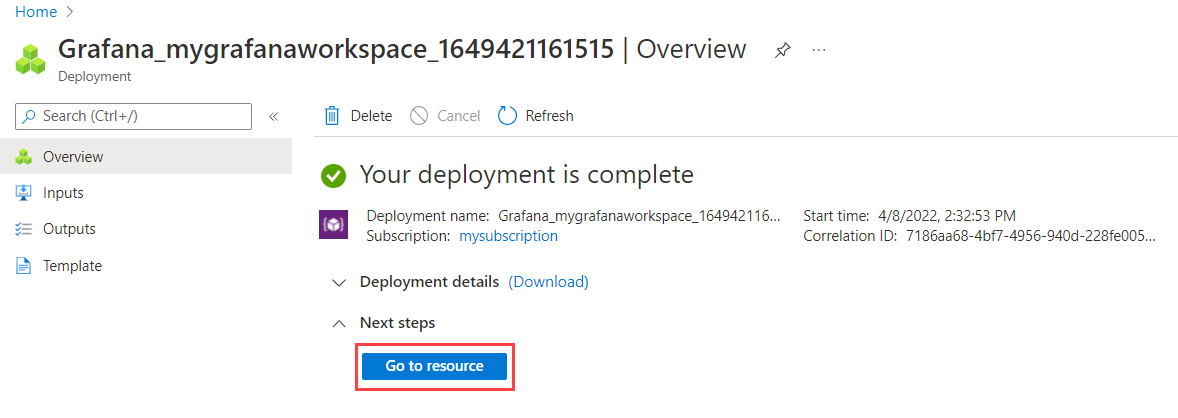 Home >
Grafana_mygrafanaworkspace_1649421161515 | Overview
Deployment
Search (Ctrl+/)
Overview
Inputs
Outputs
Template
Delete Cancel Refresh
Your deployment is complete
Deployment name: Grafana_mygrafanaworkspace_164942116... Start time: 4/8/2022, 2:32:53 PM
Subscription: mysubscription Correlation ID: 7186aa68-4bf7-4956-940d-228fe005...
Deployment details (Download)
Next steps
Go to resource